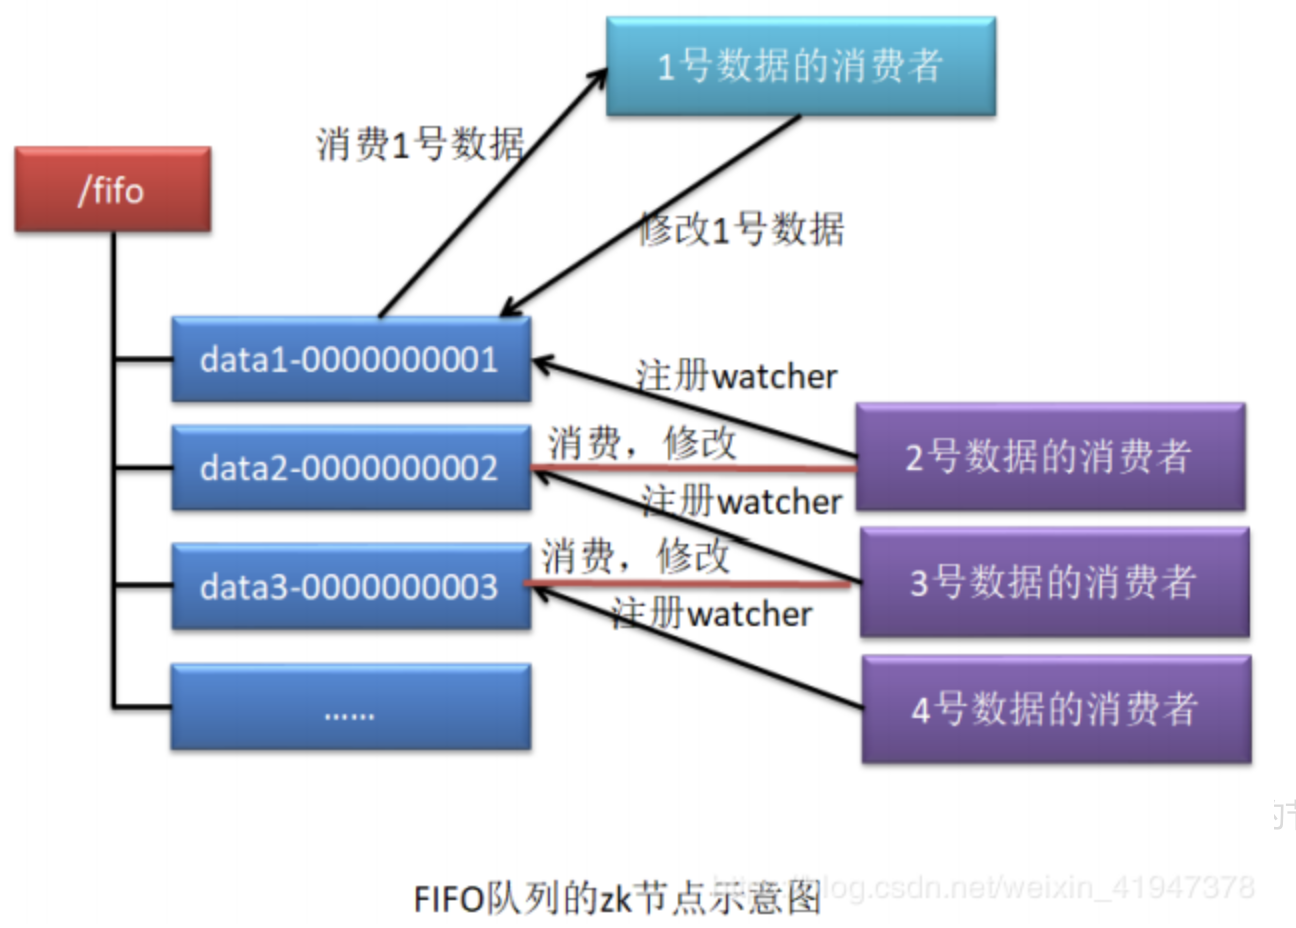 1号数据的消费者
消费1号数据
/fifo
修改1号数据
data1-0000000001
注册watcher
消费，修改
2号数据的消费者
data2-0000000002
注册watcher
消费，修改
3号数据的消费者
data3-0000000003
注册watcher
4号数据的消费者
......
FIFO队列的zk节点示意图
blog.csdn.net/weixin_41947378